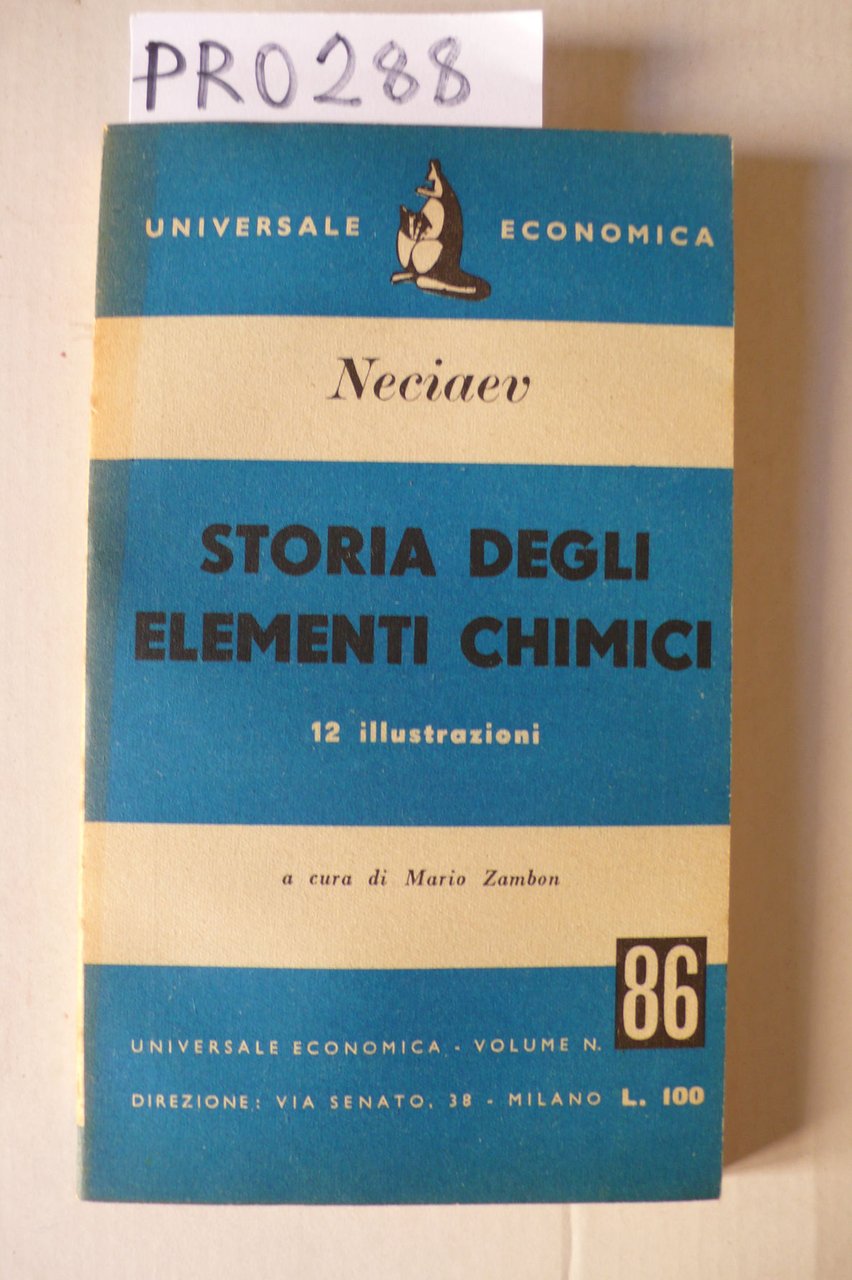 PR0288
UNIVERSALE ECONOMICA
Neciaev
STORIA DEGLI
ELEMENTI CHIMICI
12 illustrazioni
a cura di Mario Zambon
UNIVERSALE ECONOMICA - VOLUME N. 86
DIREZIONE: VIA SENATO, 38 - MILANO L. 100